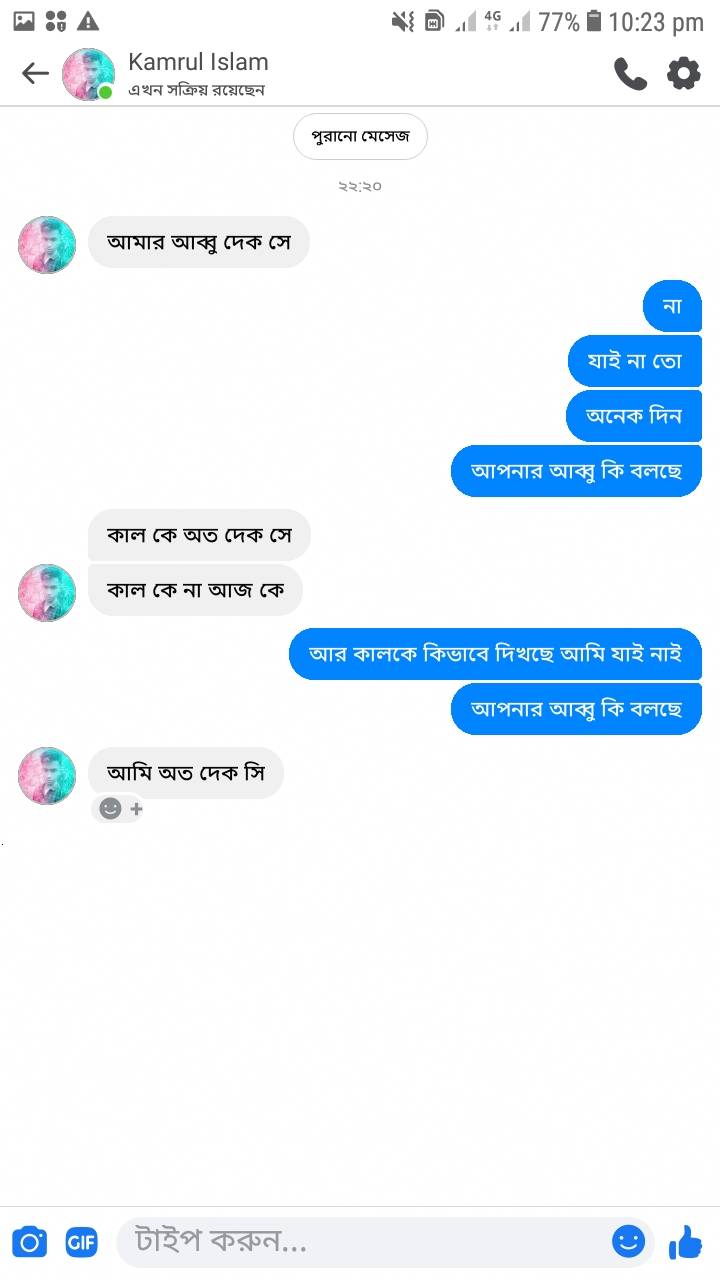 4G 77% 10:23 pm
Kamrul Islam
এখন সক্রিয় রয়েছেন
পুরানো মেসেজ
২২:২০
আমার আব্বু দেক সে
না
যাই না তো
অনেক দিন
আপনার আব্বু কি বলছে
কাল কে অত দেক সে
কাল কে না আজ কে
আর কালকে কিভাবে দিখছে আমি যাই নাই
আপনার আব্বু কি বলছে
আমি অত দেক সি
টাইপ করুন...
GIF